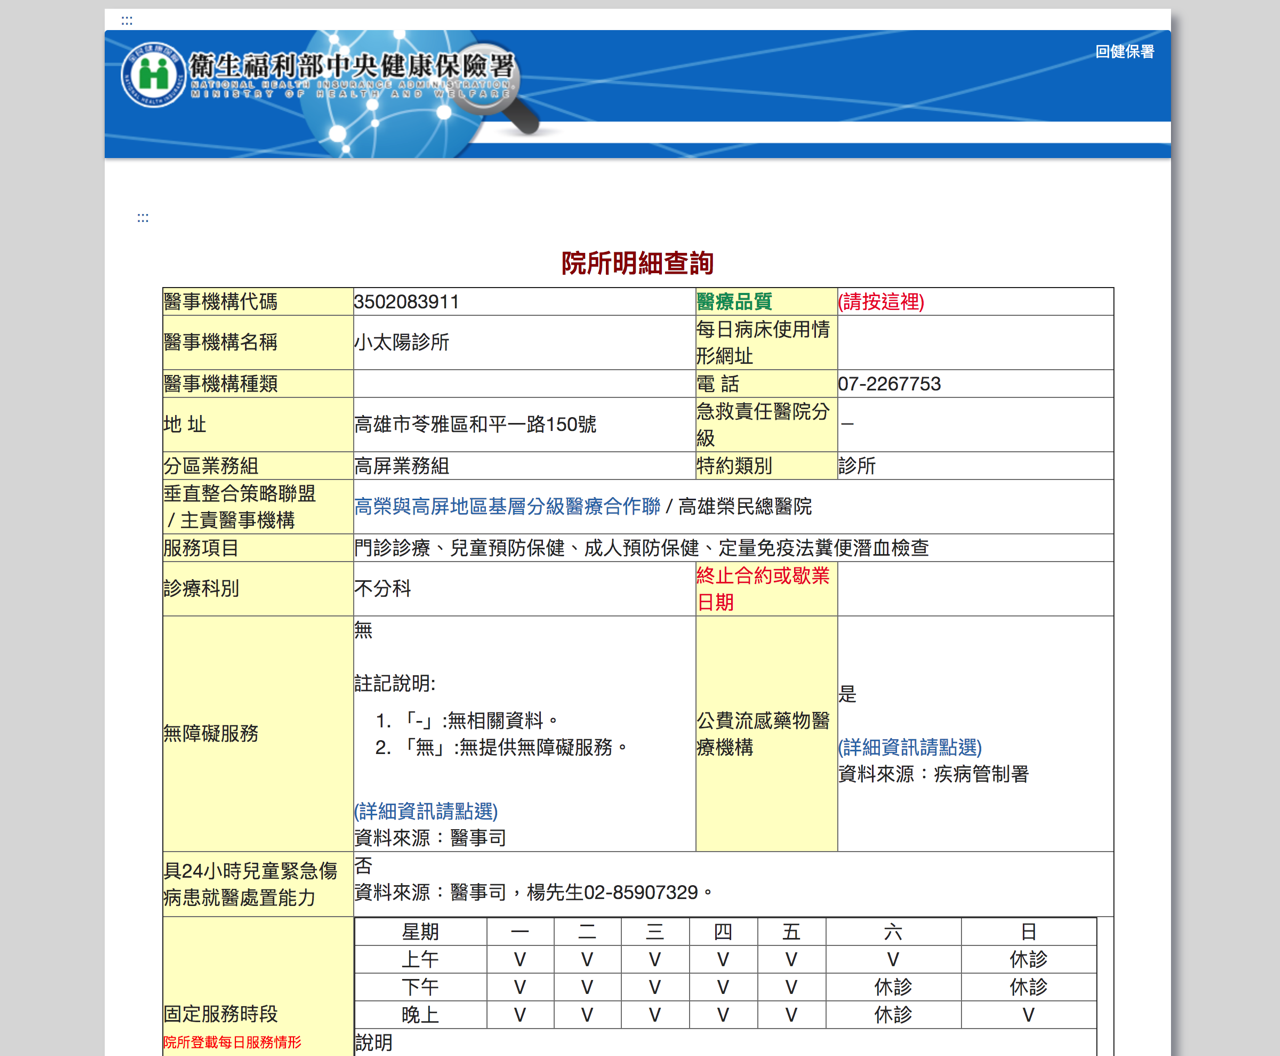 :::
衛生福利部中央健康保險署
NATIONAL HEALTH INSURANCE ADMINISTRATION,
MINISTRY OF HEALTH AND WELFARE
回健保署
:::
院所明細查詢
醫事機構代碼 3502083911 醫療品質 (請按這裡)
醫事機構名稱 小太陽診所 每日病床使用情
形網址
醫事機構種類 電 話 07-2267753
地 址 高雄市苓雅區和平一路150號 急救責任醫院分
級 －
分區業務組 高屏業務組 特約類別 診所
垂直整合策略聯盟
/ 主責醫事機構 高榮與高屏地區基層分級醫療合作聯 / 高雄榮民總醫院
服務項目 門診診療、兒童預防保健、成人預防保健、定量免疫法糞便潛血檢查
診療科別 不分科 終止合約或歇業
日期
無障礙服務
無
註記說明:
1. 「-」:無相關資料。
2. 「無」:無提供無障礙服務。
(詳細資訊請點選)
資料來源：醫事司
公費流感藥物醫
療機構
是
(詳細資訊請點選)
資料來源：疾病管制署
具24小時兒童緊急傷
病患就醫處置能力
否
資料來源：醫事司，楊先生02-85907329。
固定服務時段
院所登載每日服務情形
星期 一 二 三 四 五 六 日
上午 V V V V V V 休診
下午 V V V V V 休診 休診
晚上 V V V V V 休診 V
說明